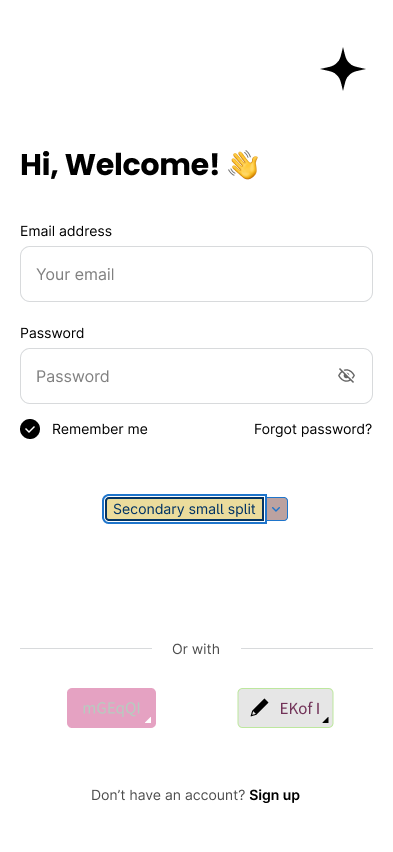 Hi, Welcome! 👋
Email address
Your email
Password
Password
Remember me
Forgot password?
Secondary small split
Or with
mGEqQI
EKof I
Don’t have an account? Sign up